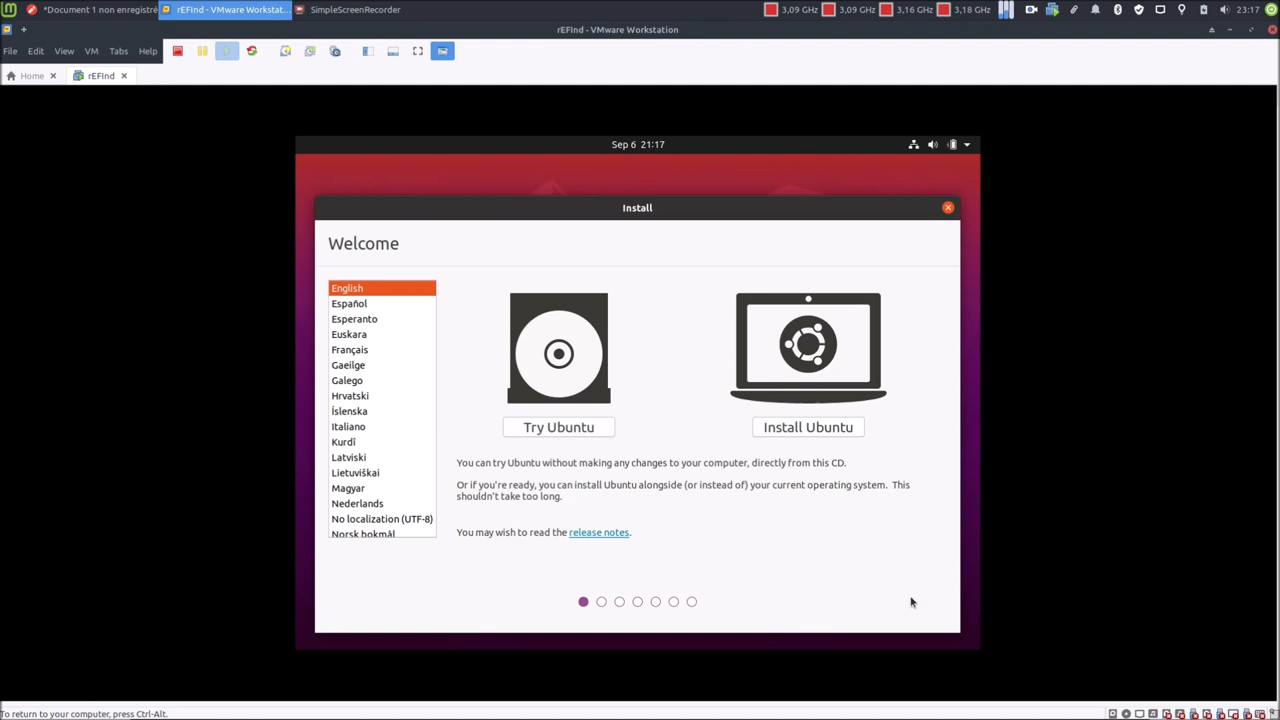 *Document 1 non enregistré
rEFInd - VMware Workstat...
SimpleScreenRecorder
3,09 GHz
3,09 GHz
3,16 GHz
3,18 GHz
23:17
rEFInd - VMware Workstation
File
Edit
View
VM
Tabs
Help
Home
rEFInd
Sep 6 21:17
Install
Welcome
English
Español
Esperanto
Euskara
Français
Gaeilge
Galego
Hrvatski
Íslenska
Italiano
Kurdî
Latviski
Lietuviškai
Magyar
Nederlands
No localization (UTF-8)
Norsk bokmål
Try Ubuntu
Install Ubuntu
You can try Ubuntu without making any changes to your computer, directly from this CD.
Or if you're ready, you can install Ubuntu alongside (or instead of) your current operating system. This
shouldn't take too long.
You may wish to read the release notes.
To return to your computer, press Ctrl-Alt.